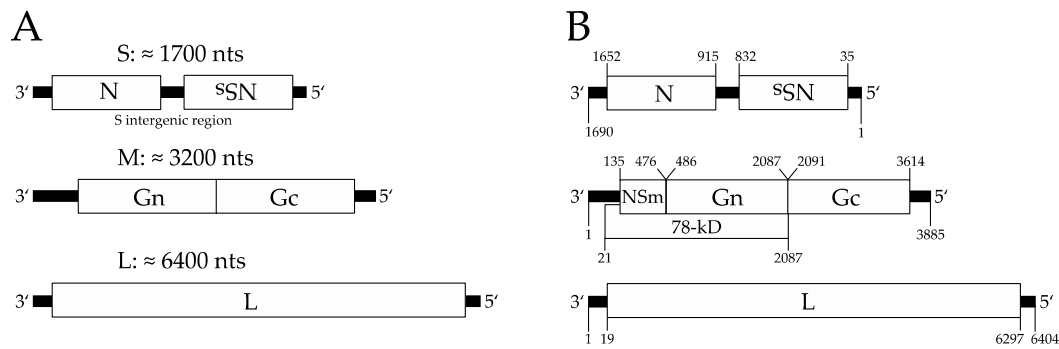 A
S: ≈ 1700 nts
3‘ N NSs 5‘
S intergenic region
M: ≈ 3200 nts
3‘ Gn Gc 5‘
L: ≈ 6400 nts
3‘ L 5‘
B
1652 915 832 35
3‘ N NSs 5‘
1690 1
135 476 486 2087 2091 3614
3‘ NSm Gn Gc 5‘
1 78-kD 3885
21 2087
3‘ L 5‘
1 19 6297 6404